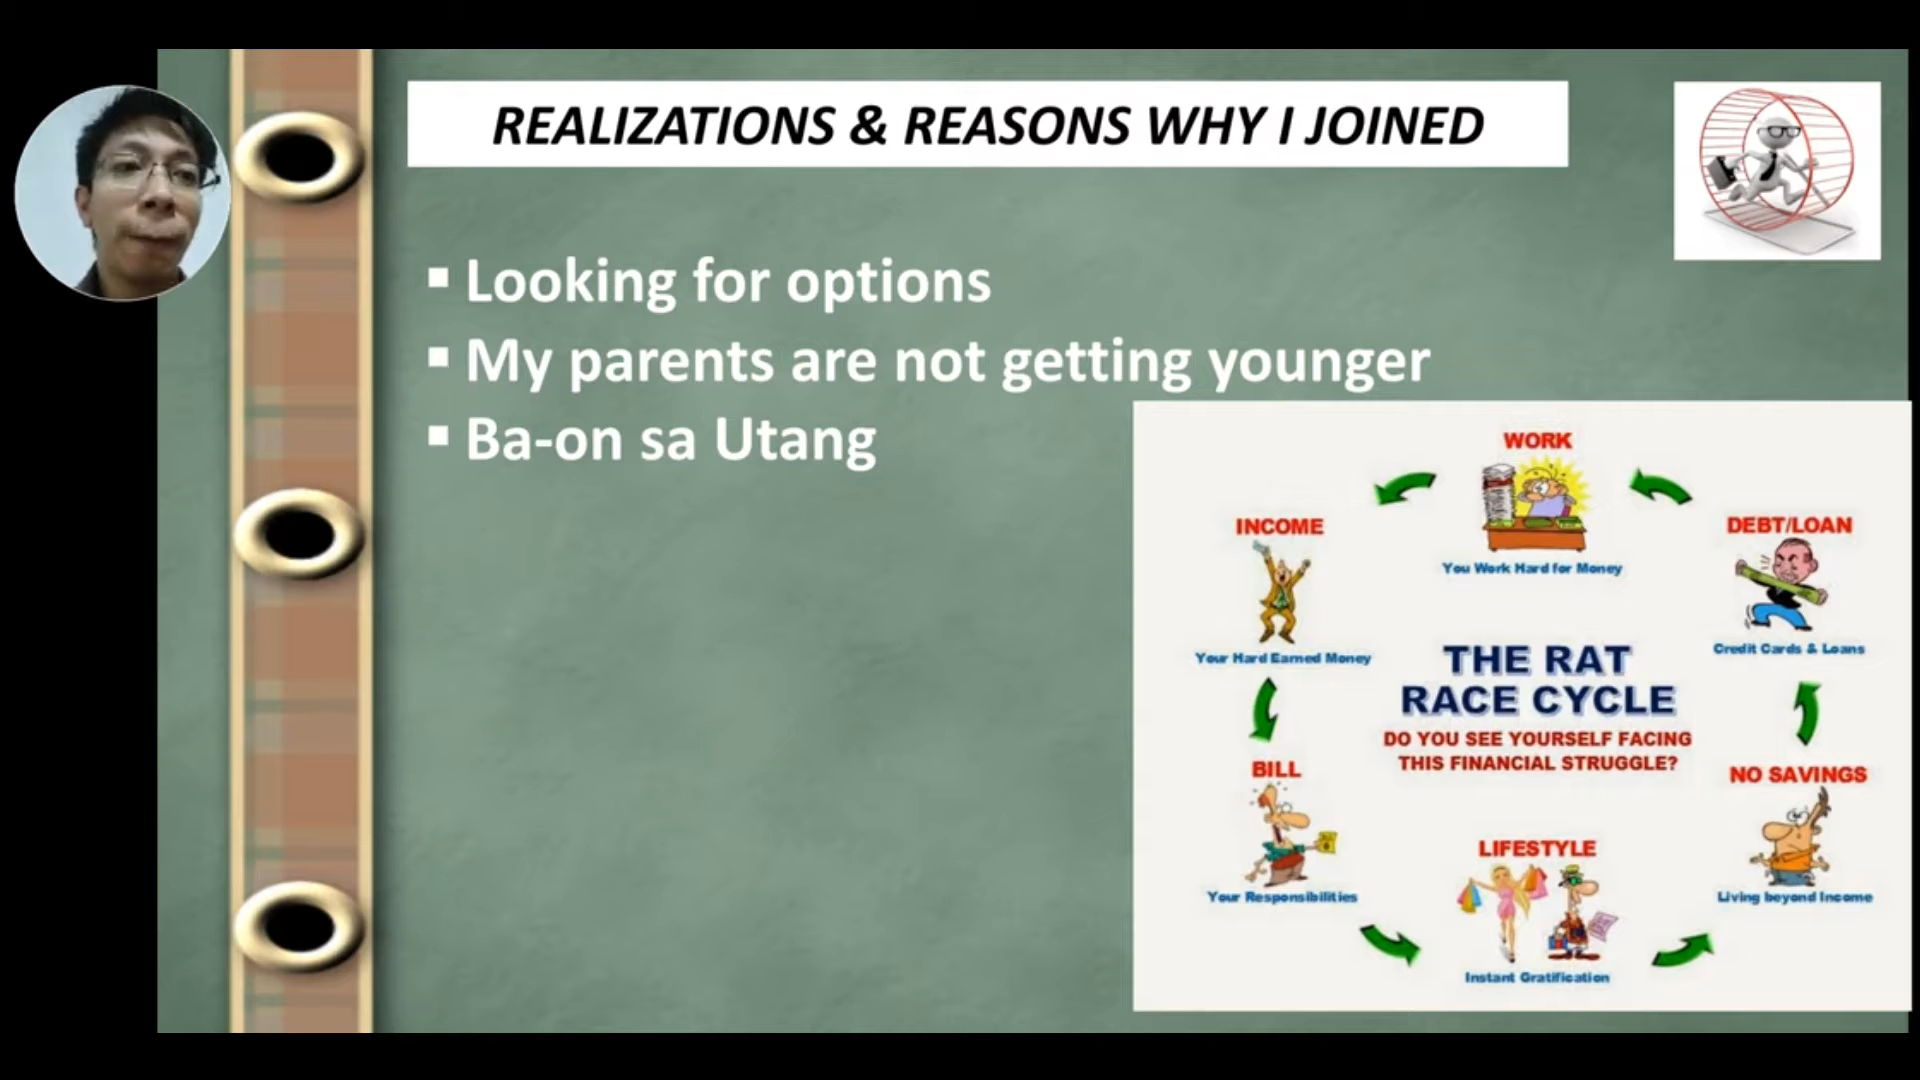 REALIZATIONS & REASONS WHY I JOINED
▪ Looking for options
▪ My parents are not getting younger
▪ Ba-on sa Utang
WORK
You Work Hard for Money
INCOME
Your Hard Earned Money
DEBT/LOAN
Credit Cards & Loans
THE RAT
RACE CYCLE
DO YOU SEE YOURSELF FACING
THIS FINANCIAL STRUGGLE?
BILL
Your Responsibilities
NO SAVINGS
Living beyond Income
LIFESTYLE
Instant Gratification